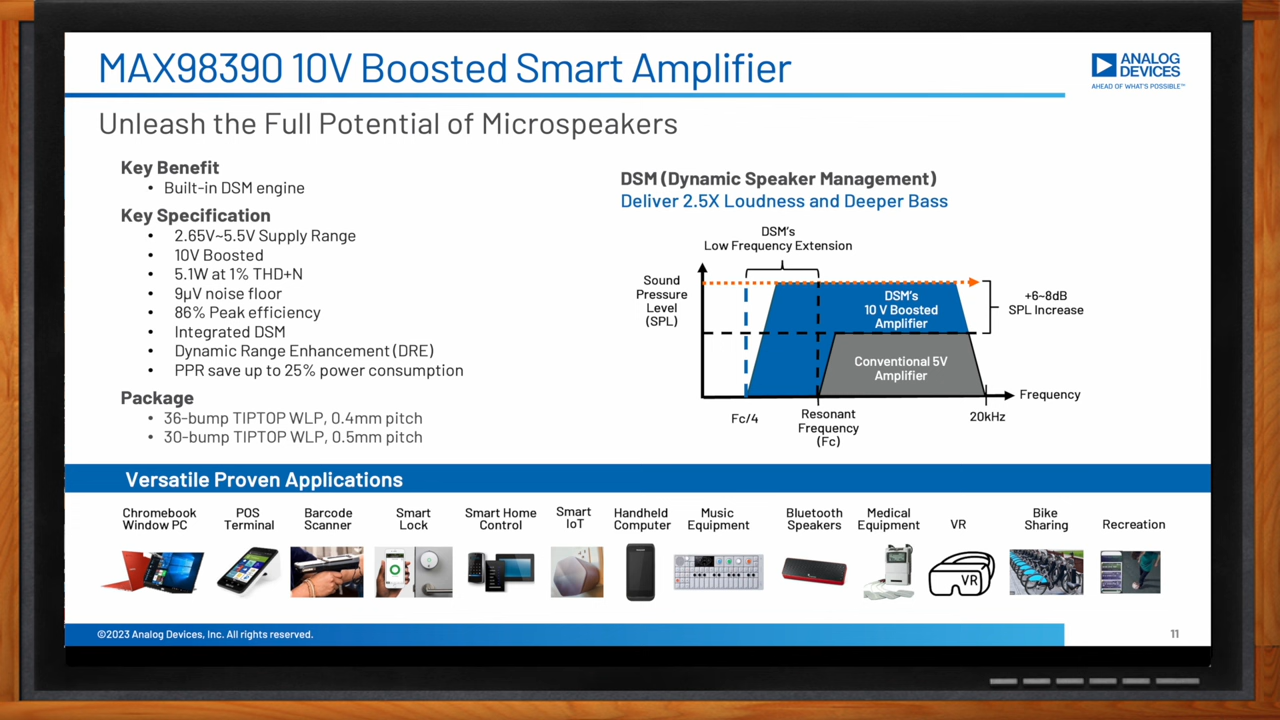 MAX98390 10V Boosted Smart Amplifier
ANALOG
DEVICES
AHEAD OF WHAT'S POSSIBLE™
Unleash the Full Potential of Microspeakers
Key Benefit
• Built-in DSM engine
Key Specification
• 2.65V~5.5V Supply Range
• 10V Boosted
• 5.1W at 1% THD+N
• 9µV noise floor
• 86% Peak efficiency
• Integrated DSM
• Dynamic Range Enhancement (DRE)
• PPR save up to 25% power consumption
Package
• 36-bump TIPTOP WLP, 0.4mm pitch
• 30-bump TIPTOP WLP, 0.5mm pitch
DSM (Dynamic Speaker Management)
Deliver 2.5X Loudness and Deeper Bass
DSM's
Low Frequency Extension
Sound
Pressure
Level
(SPL)
DSM's
10 V Boosted
Amplifier
+6~8dB
SPL Increase
Conventional 5V
Amplifier
Frequency
Fc/4
Resonant
Frequency
(Fc)
20kHz
Versatile Proven Applications
Chromebook
Window PC
POS
Terminal
Barcode
Scanner
Smart
Lock
Smart Home
Control
Smart
IoT
Handheld
Computer
Music
Equipment
Bluetooth
Speakers
Medical
Equipment
VR
Bike
Sharing
Recreation
VR
©2023 Analog Devices, Inc. All rights reserved.
11